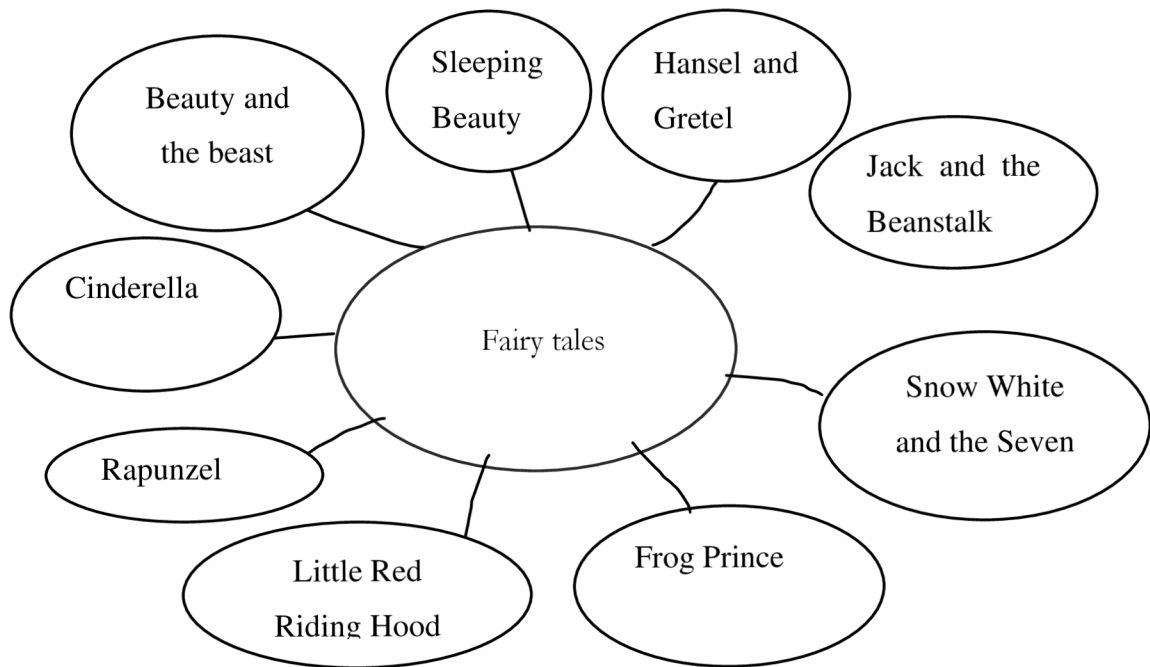 Beauty and
the beast
Sleeping
Beauty
Hansel and
Gretel
Jack and the
Beanstalk
Cinderella
Fairy tales
Snow White
and the Seven
Rapunzel
Little Red
Riding Hood
Frog Prince